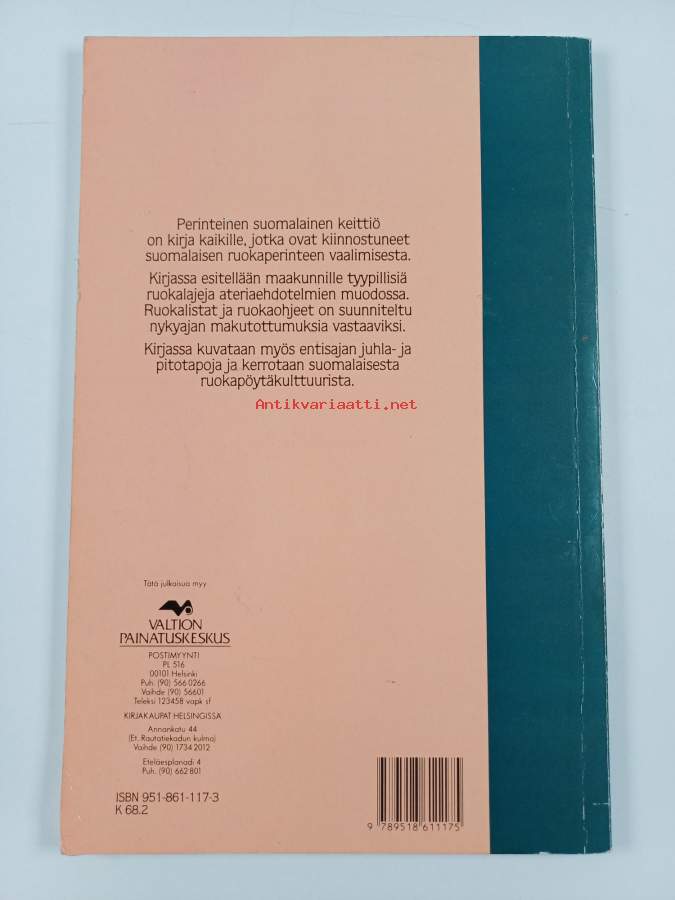 Perinteinen suomalainen keittiö
on kirja kaikille, jotka ovat kiinnostuneet
suomalaisen ruokaperinteen vaalimisesta.
Kirjassa esitellään maakunnille tyypillisiä
ruokalajeja ateriaehdotelmien muodossa.
Ruokalistat ja ruokaohjeet on suunniteltu
nykyajan makutottumuksia vastaaviksi.
Kirjassa kuvataan myös entisajan juhla- ja
pitotapoja ja kerrotaan suomalaisesta
ruokapöytäkulttuurista.
Antikvariaatti.net
Tätä julkaisua myy
VALTION
PAINATUSKESKUS
POSTIMYYNTI
PL 516
00101 Helsinki
Puh. (90) 566 0266
Vaihde (90) 56601
Teleksi 123458 vapk sf
KIRJAKAUPAT HELSINGISSÄ
Annankatu 44
(Et. Rautatiekadun kulma)
Vaihde (90) 1734 2012
Eteläesplanadi 4
Puh. (90) 662 801
ISBN 951-861-117-3
K 68.2
9 789518 611175